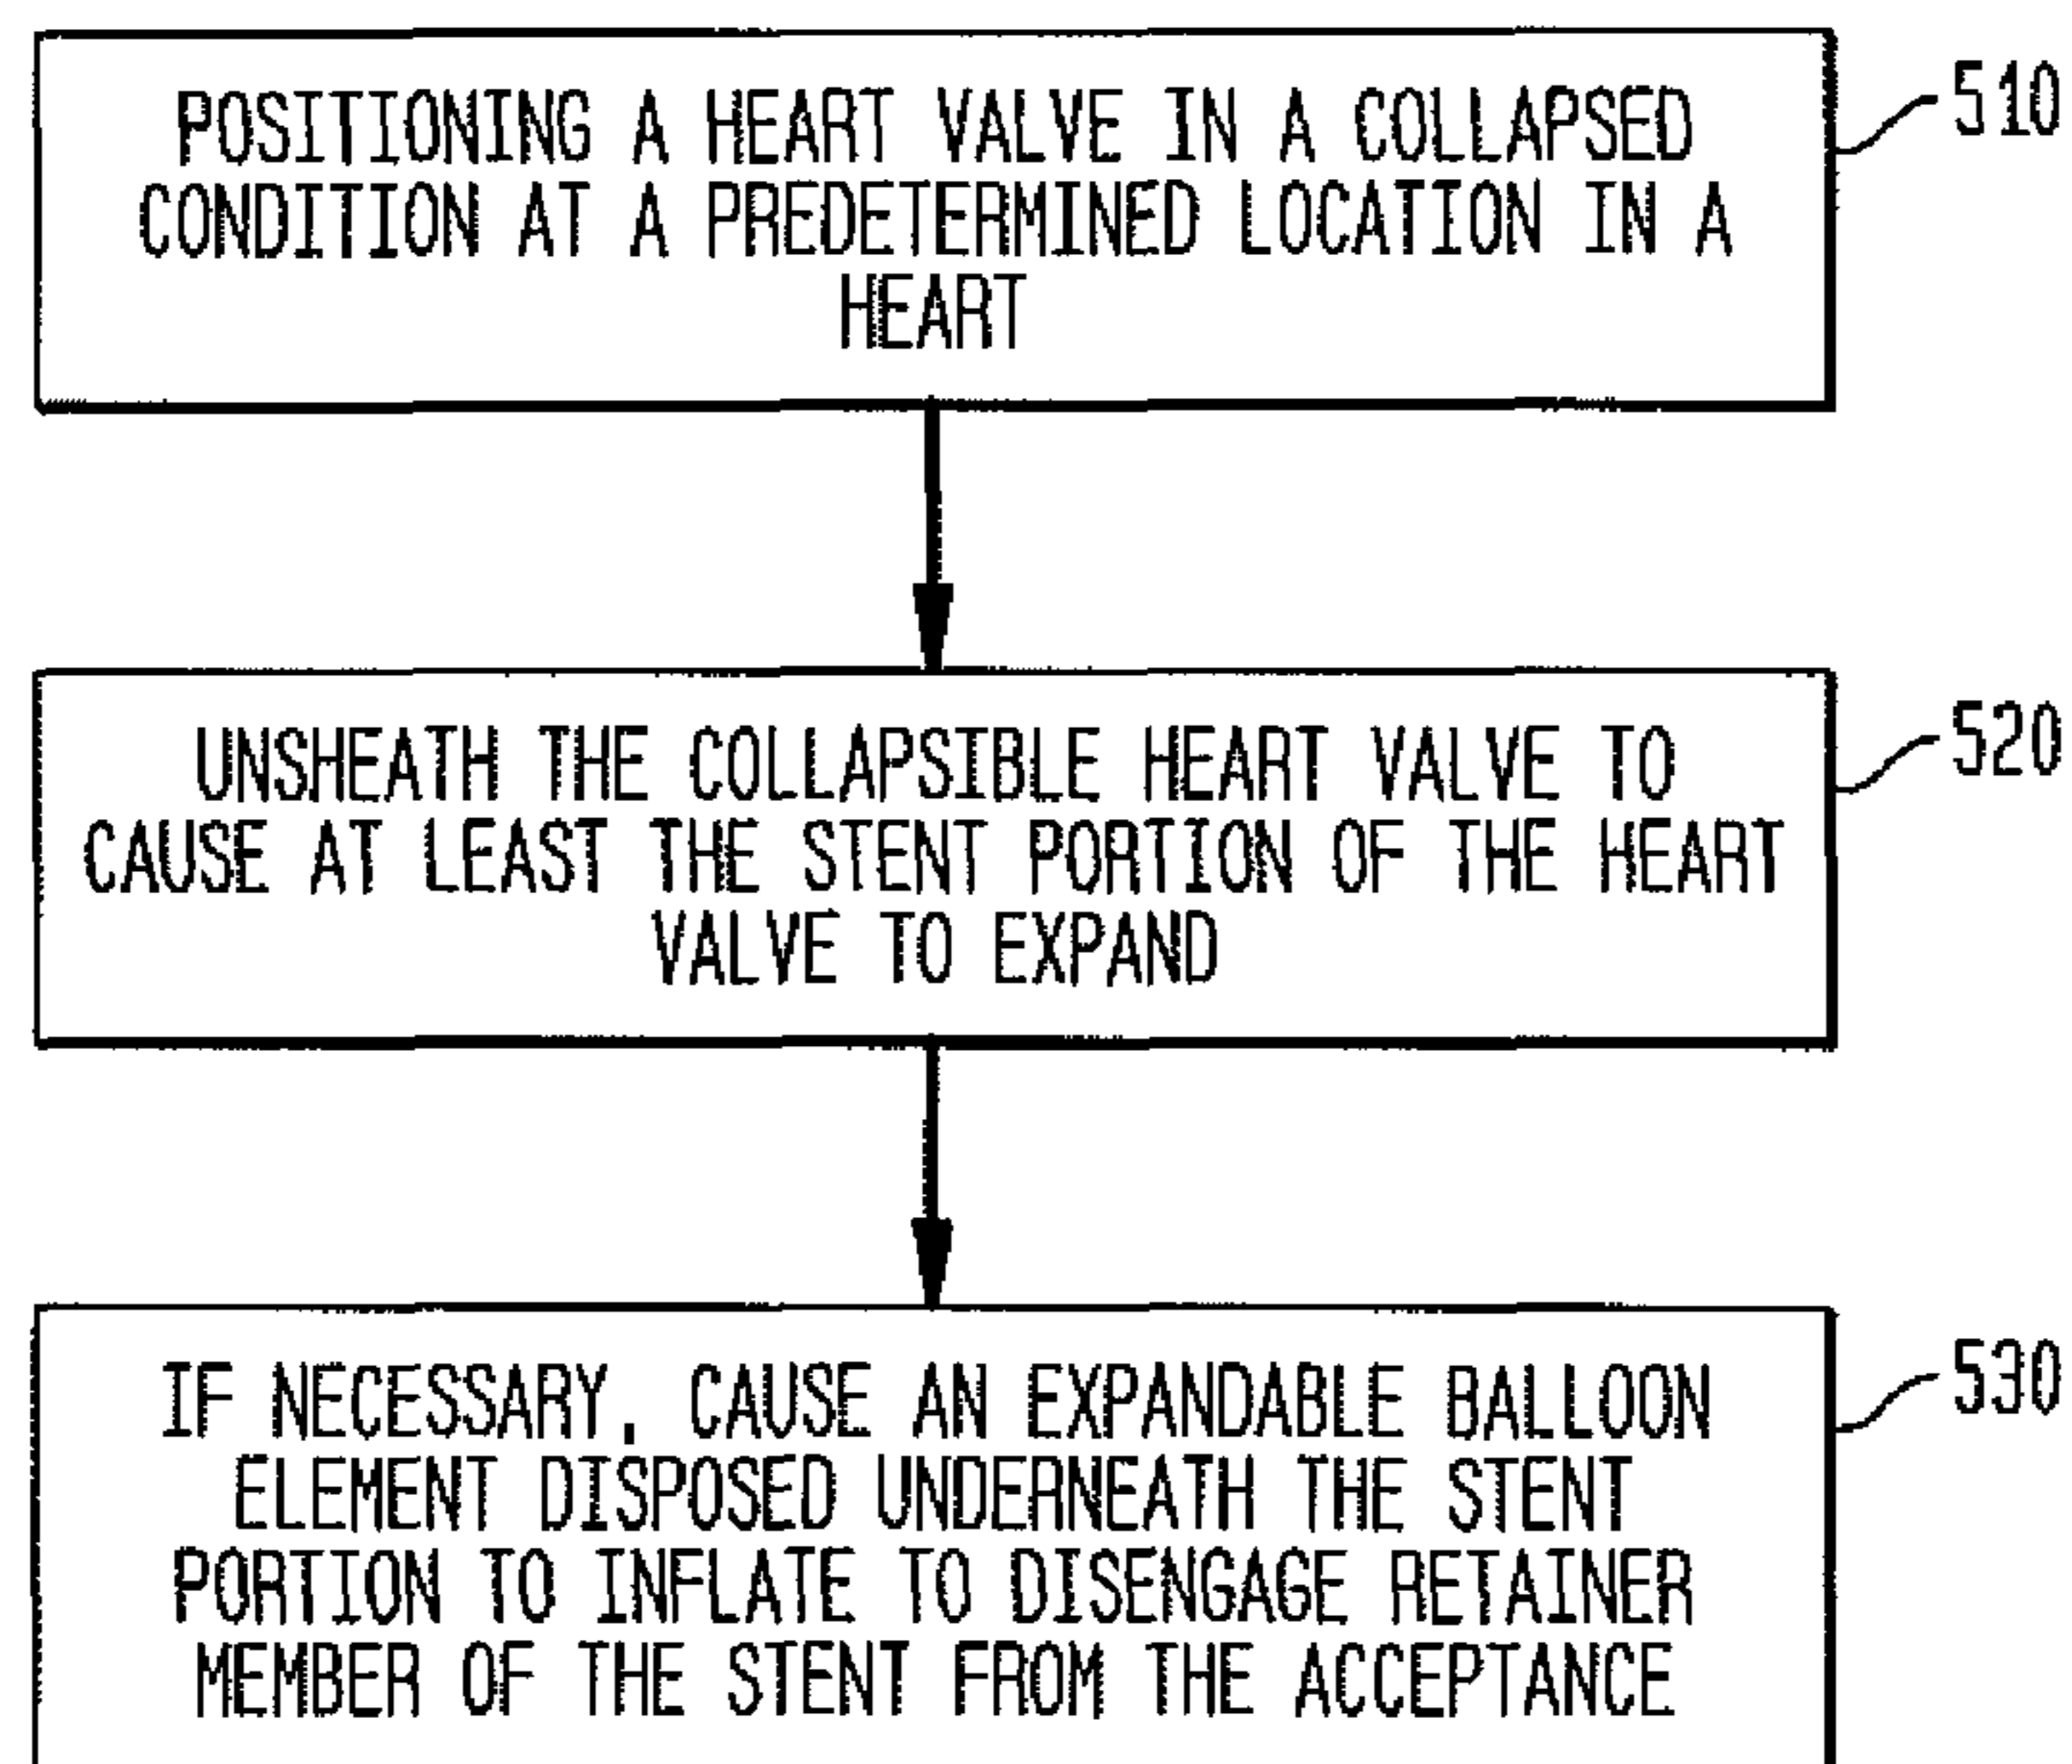 POSITIONING A HEART VALVE IN A COLLAPSED
CONDITION AT A PREDETERMINED LOCATION IN A
HEART
510
UNSHEATH THE COLLAPSIBLE HEART VALVE TO
CAUSE AT LEAST THE STENT PORTION OF THE HEART
VALVE TO EXPAND
520
IF NECESSARY, CAUSE AN EXPANDABLE BALLOON
ELEMENT DISPOSED UNDERNEATH THE STENT
PORTION TO INFLATE TO DISENGAGE RETAINER
MEMBER OF THE STENT FROM THE ACCEPTANCE
530